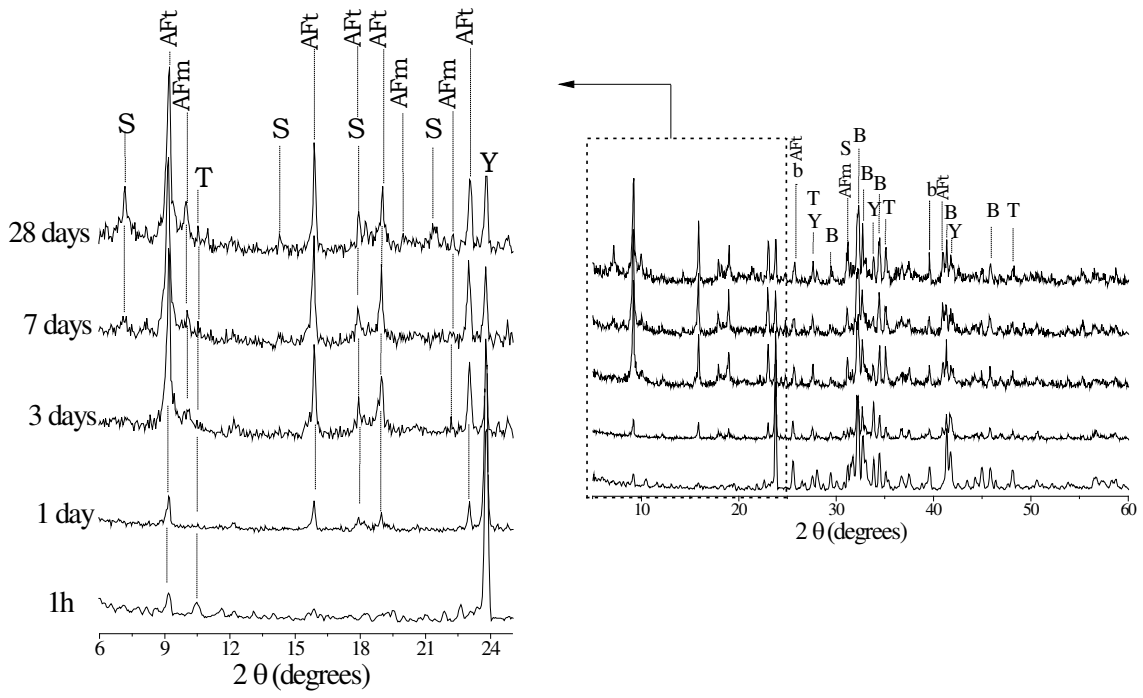 AFt AFt AFt AFt AFt
AFm AFm AFm
S T S S S Y
28 days
7 days
3 days
1 day
1h
6 9 12 15 18 21 24
2 θ (degrees)
AFt AFm S B AFt
b B B b
T Y T B B T
Y B Y
10 20 30 40 50 60
2 θ (degrees)